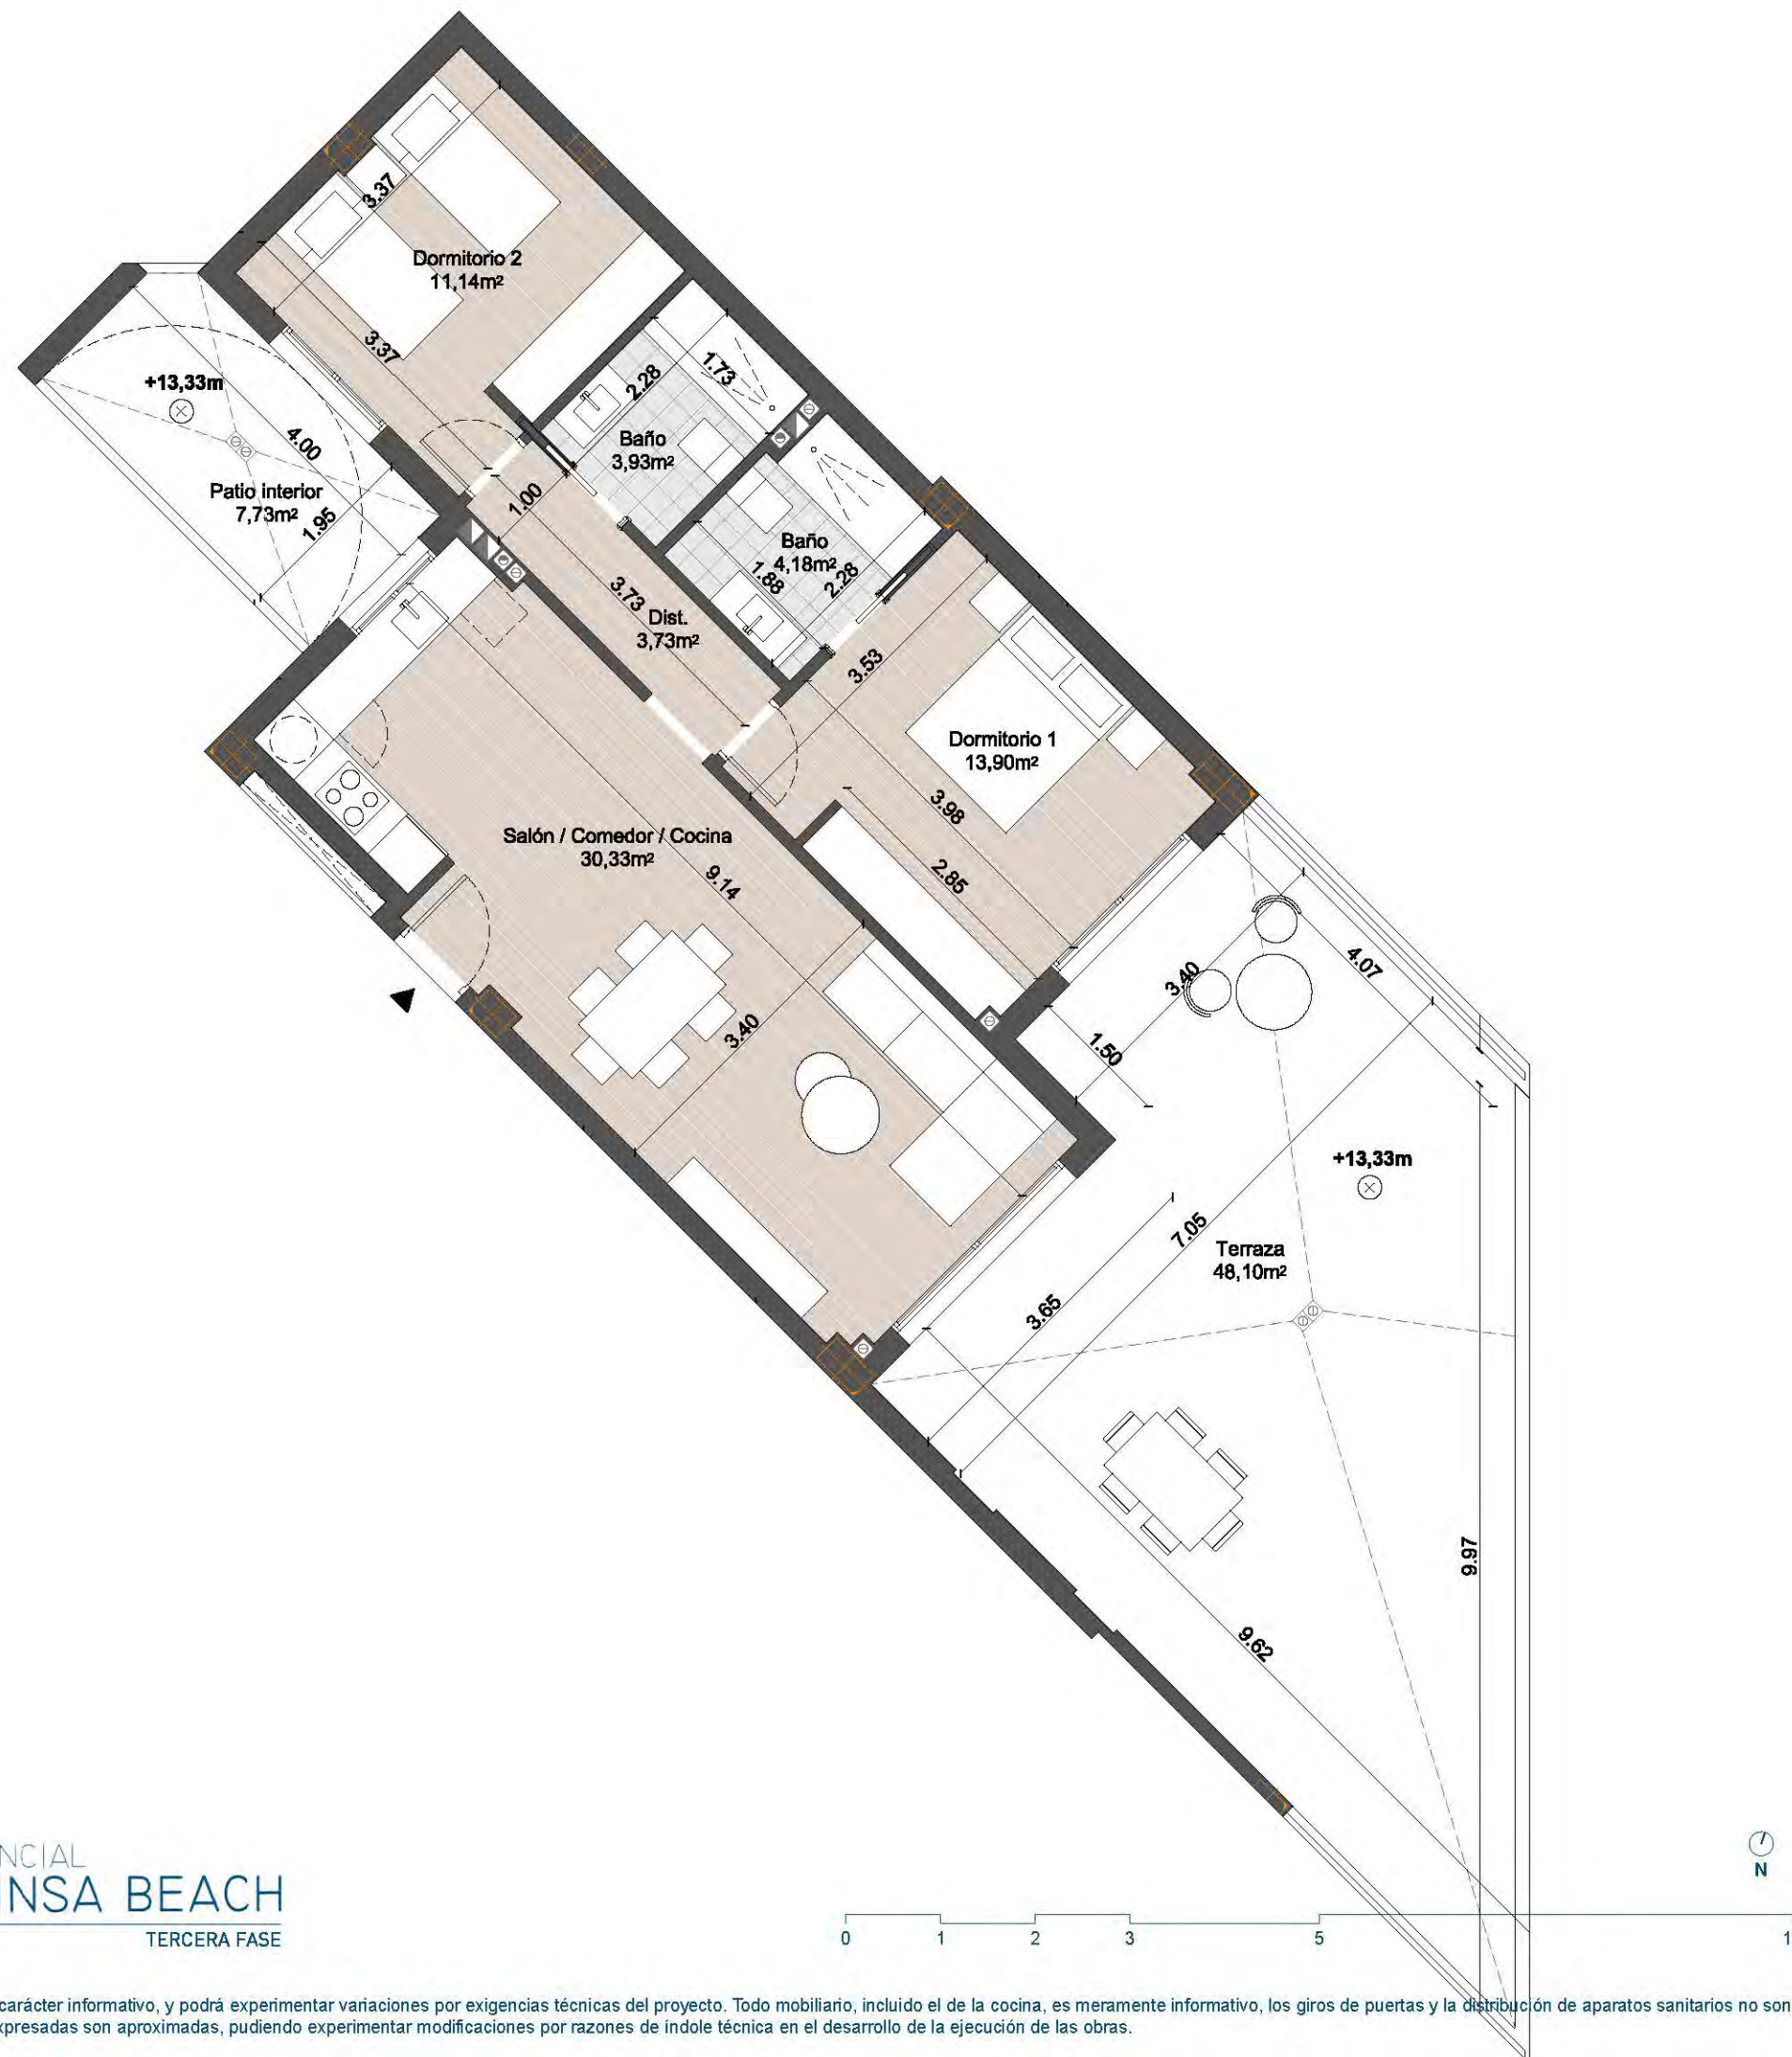 3.37
Dormitorio 2
11,14m²
3.37
+13,33m
4.00
Patio interior
7,73m²
1.95
2.28
1.73
Baño
3,93m²
1.00
Baño
4,18m²
1.88
2.28
3.73
Dist.
3,73m²
3.53
Dormitorio 1
13,90m²
3.98
2.85
Salón / Comedor / Cocina
30,33m²
9.14
3.40
3.40
4.07
1.50
+13,33m
7.05
Terraza
48,10m²
3.65
9.97
9.62
NCIAL
NSA BEACH
TERCERA FASE
N
0 1 2 3 5 1
carácter informativo, y podrá experimentar variaciones por exigencias técnicas del proyecto. Todo mobiliario, incluido el de la cocina, es meramente informativo, los giros de puertas y la distribución de aparatos sanitarios no son
xpresadas son aproximadas, pudiendo experimentar modificaciones por razones de índole técnica en el desarrollo de la ejecución de las obras.